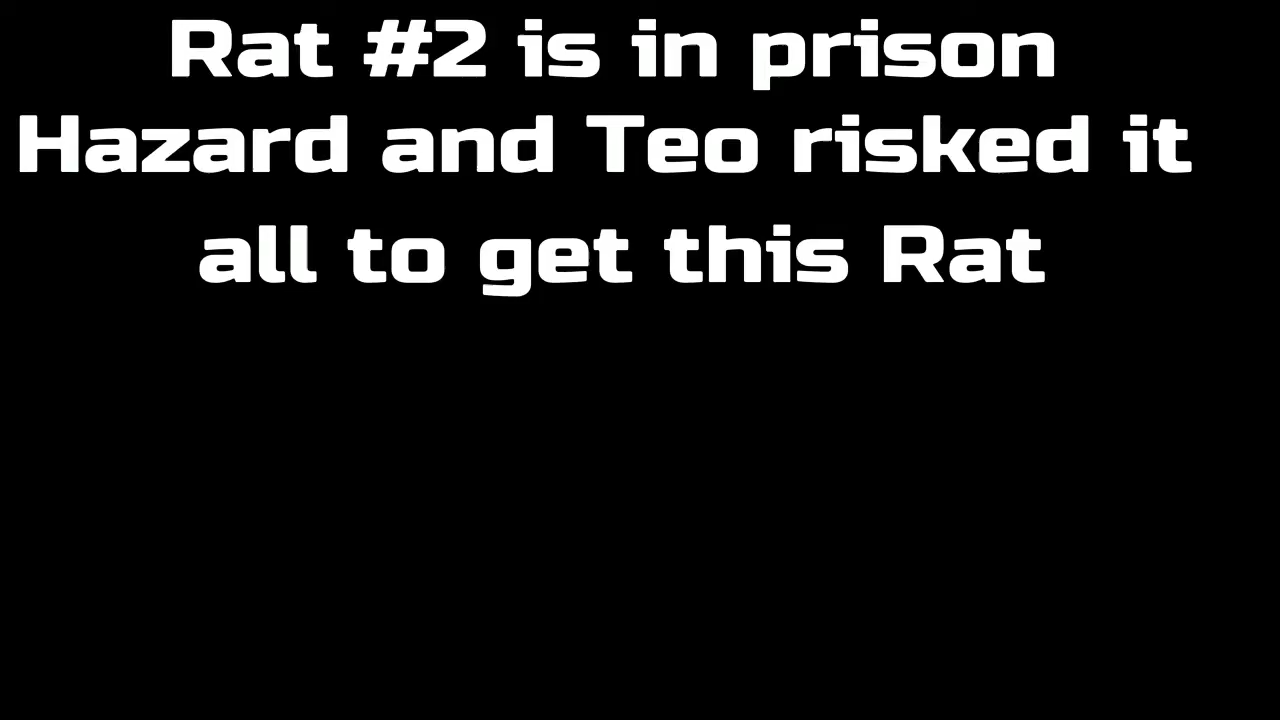 Rat #2 is in prison
Hazard and Teo risked it
all to get this Rat